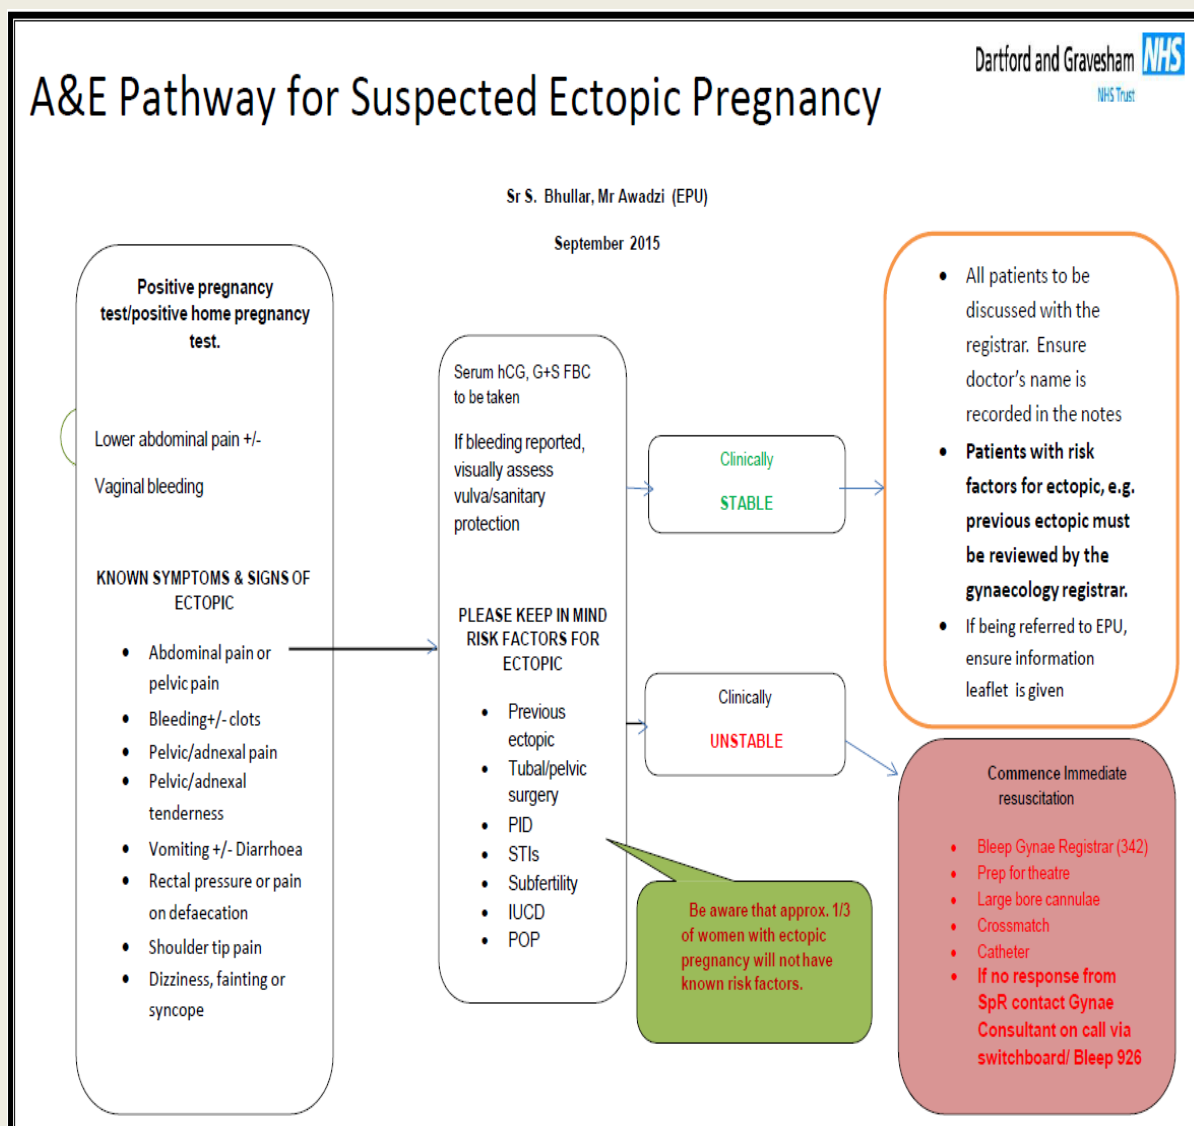 Dartford and Gravesham NHS
NHS Trust
A&E Pathway for Suspected Ectopic Pregnancy
Sr S. Bhullar, Mr Awadzi (EPU)
September 2015
Positive pregnancy
test/positive home pregnancy
test.
Lower abdominal pain +/-
Vaginal bleeding
KNOWN SYMPTOMS & SIGNS OF
ECTOPIC
• Abdominal pain or
pelvic pain
• Bleeding+/- clots
• Pelvic/adnexal pain
• Pelvic/adnexal
tenderness
• Vomiting +/- Diarrhoea
• Rectal pressure or pain
on defaecation
• Shoulder tip pain
• Dizziness, fainting or
syncope
Serum hCG, G+S FBC
to be taken
If bleeding reported,
visually assess
vulva/sanitary
protection
PLEASE KEEP IN MIND
RISK FACTORS FOR
ECTOPIC
• Previous
ectopic
• Tubal/pelvic
surgery
• PID
• STIs
• Subfertility
• IUCD
• POP
Clinically
STABLE
Clinically
UNSTABLE
Be aware that approx. 1/3
of women with ectopic
pregnancy will not have
known risk factors.
• All patients to be
discussed with the
registrar. Ensure
doctor's name is
recorded in the notes
• Patients with risk
factors for ectopic, e.g.
previous ectopic must
be reviewed by the
gynaecology registrar.
• If being referred to EPU,
ensure information
leaflet is given
Commence Immediate
resuscitation
• Bleep Gynae Registrar (342)
• Prep for theatre
• Large bore cannulae
• Crossmatch
• Catheter
• If no response from
SpR contact Gynae
Consultant on call via
switchboard/ Bleep 926